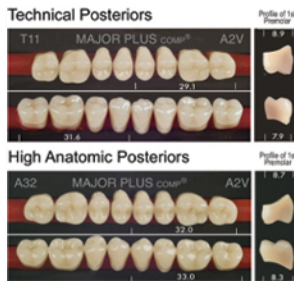 Technical Posteriors
Profile of 1st
Premolar
T11 MAJOR PLUS COMP® A2V
8.9
29.1
31.6
7.9
High Anatomic Posteriors
Profile of 1st
Premolar
A32 MAJOR PLUS COMP® A2V
8.7
32.0
33.0
8.3